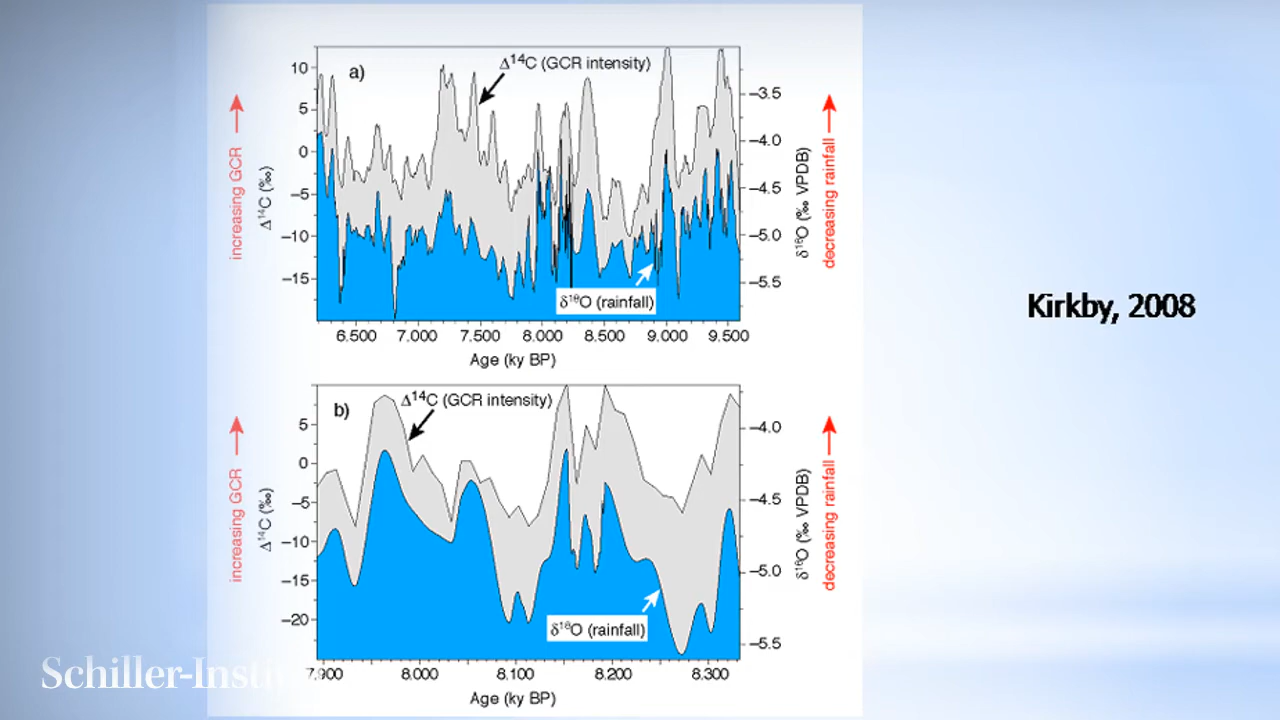 a)
Δ¹⁴C (GCR intensity)
10
5
0
−5
−10
−15
increasing GCR
Δ¹⁴C (‰)
−3.5
−4.0
−4.5
−5.0
−5.5
δ¹⁸O (‰ VPDB)
decreasing rainfall
δ¹⁸O (rainfall)
6.500 7.000 7.500 8.000 8.500 9.000 9.500
Age (ky BP)
Kirkby, 2008
b)
Δ¹⁴C (GCR intensity)
5
0
−5
−10
−15
−20
increasing GCR
Δ¹⁴C (‰)
−4.0
−4.5
−5.0
−5.5
δ¹⁸O (‰ VPDB)
decreasing rainfall
δ¹⁸O (rainfall)
7.900 8.000 8.100 8.200 8.300
Age (ky BP)
Schiller-Insti